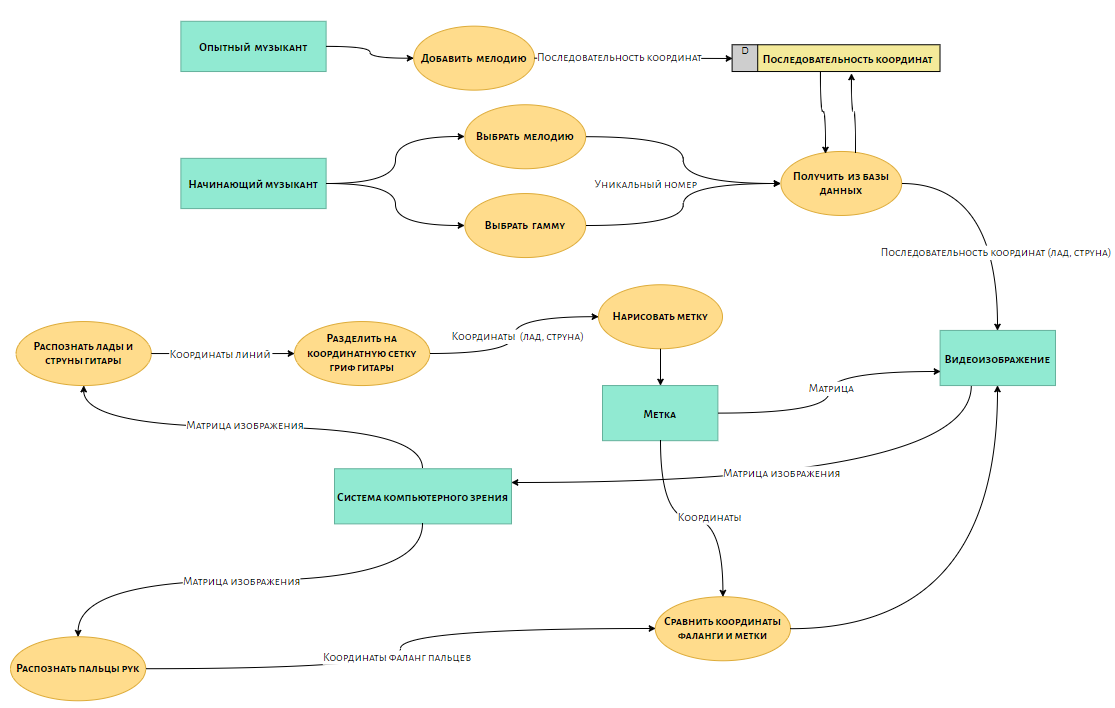 Опытный музыкант
Добавить мелодию
Последовательность координат
D
Последовательность координат
Выбрать мелодию
Начинающий музыкант
Уникальный номер
Получить из базы
данных
Выбрать гамму
Последовательность координат (лад, струна)
Нарисовать метку
Распознать лады и
струны гитары
Координаты линий
Разделить на
координатную сетку
гриф гитары
Координаты (лад, струна)
Видеоизображение
Матрица
Метка
Матрица изображения
Матрица изображения
Система компьютерного зрения
Координаты
Матрица изображения
Сравнить координаты
фаланги и метки
Координаты фаланг пальцев
Распознать пальцы рук